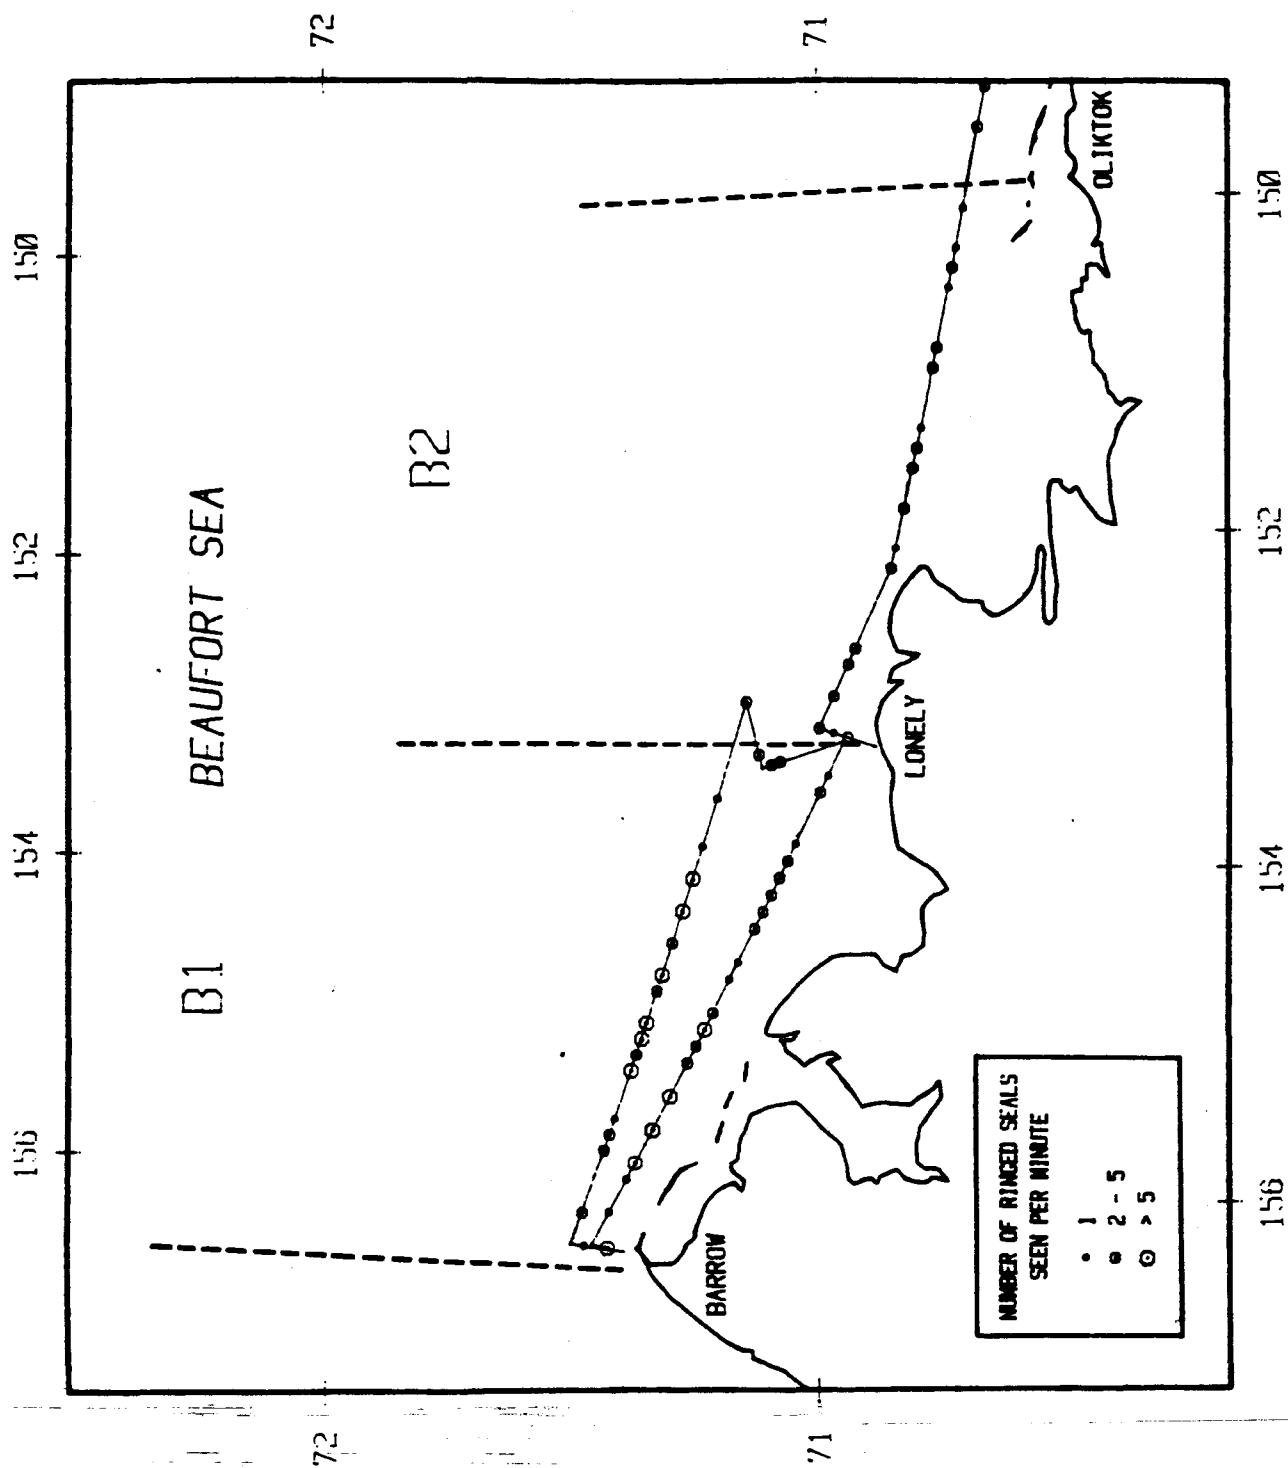 72
71
150
152
154
156
BEAUFORT SEA
B1
B2
OLIKTOK
LONELY
BARROW
150
152
154
156
NUMBER OF RINGED SEALS
SEEN PER MINUTE
1
2 - 5
> 5
72
71